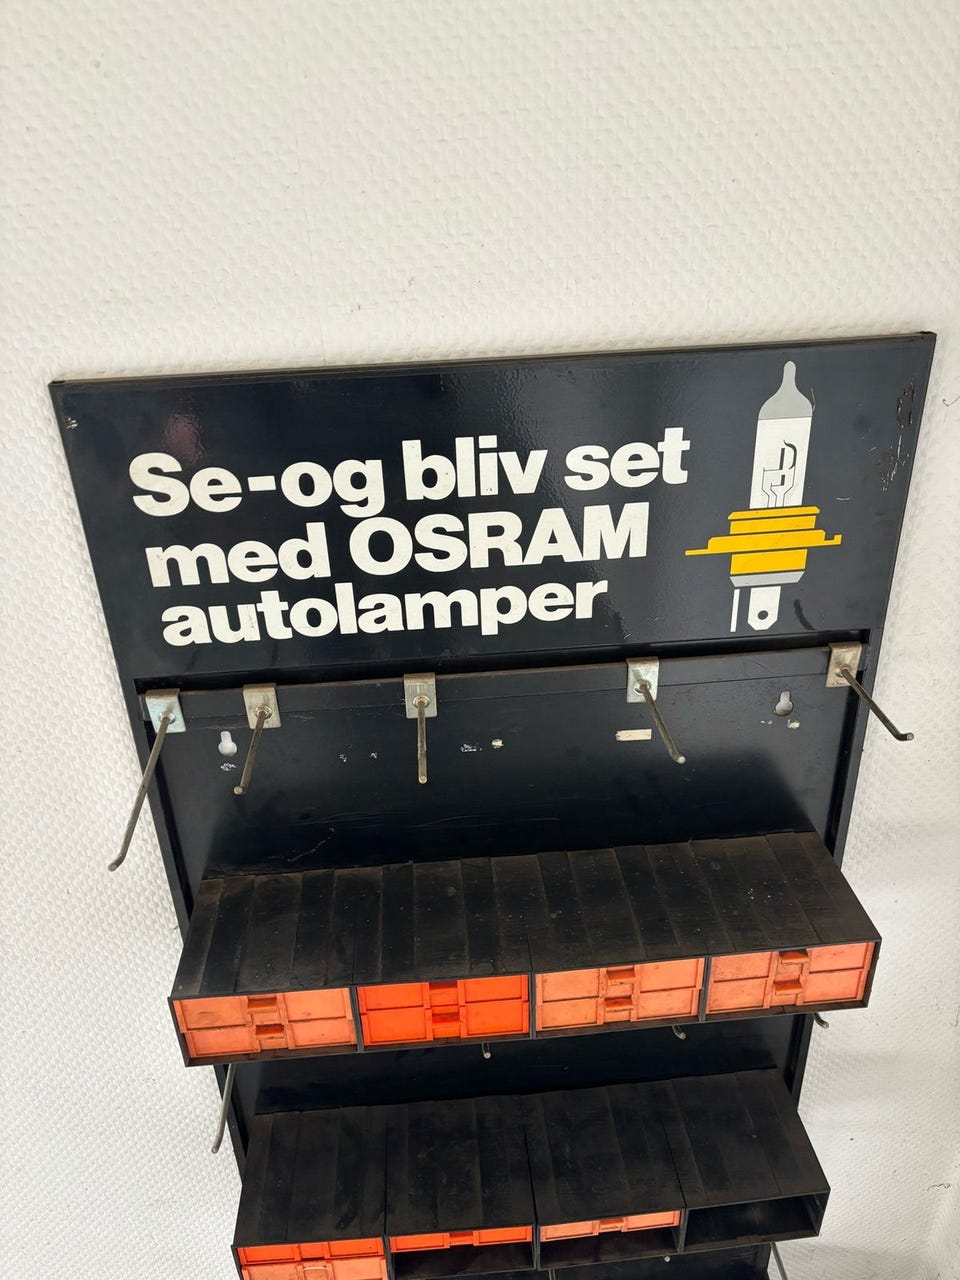 Se-og bliv set
med OSRAM
autolamper